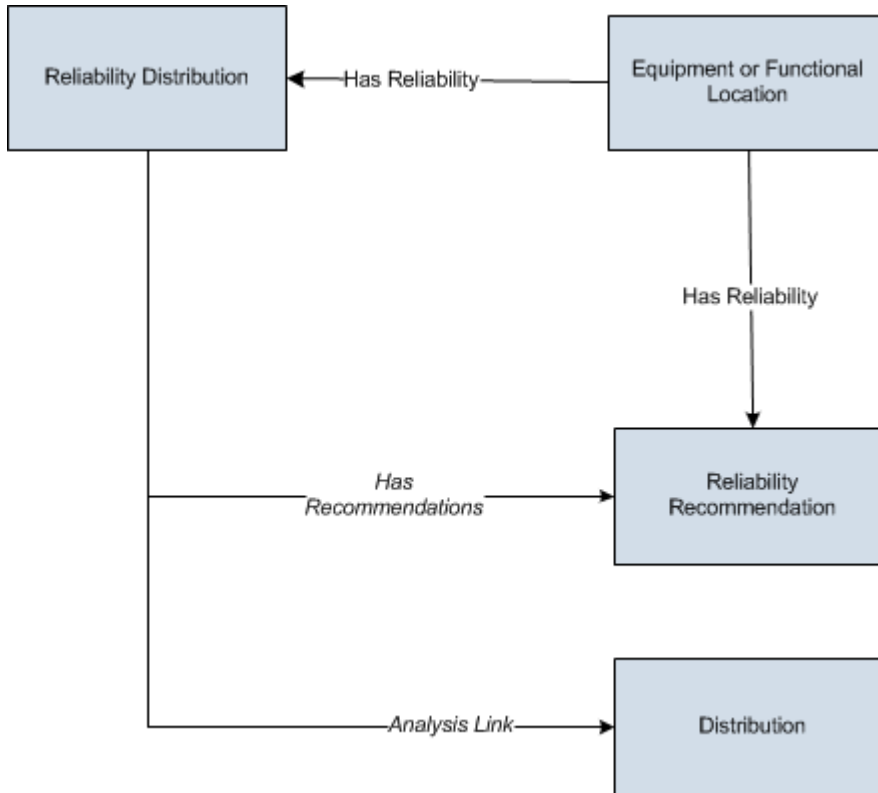 Reliability Distribution
Has Reliability
Equipment or Functional
Location
Has Reliability
Has
Recommendations
Reliability
Recommendation
Analysis Link
Distribution